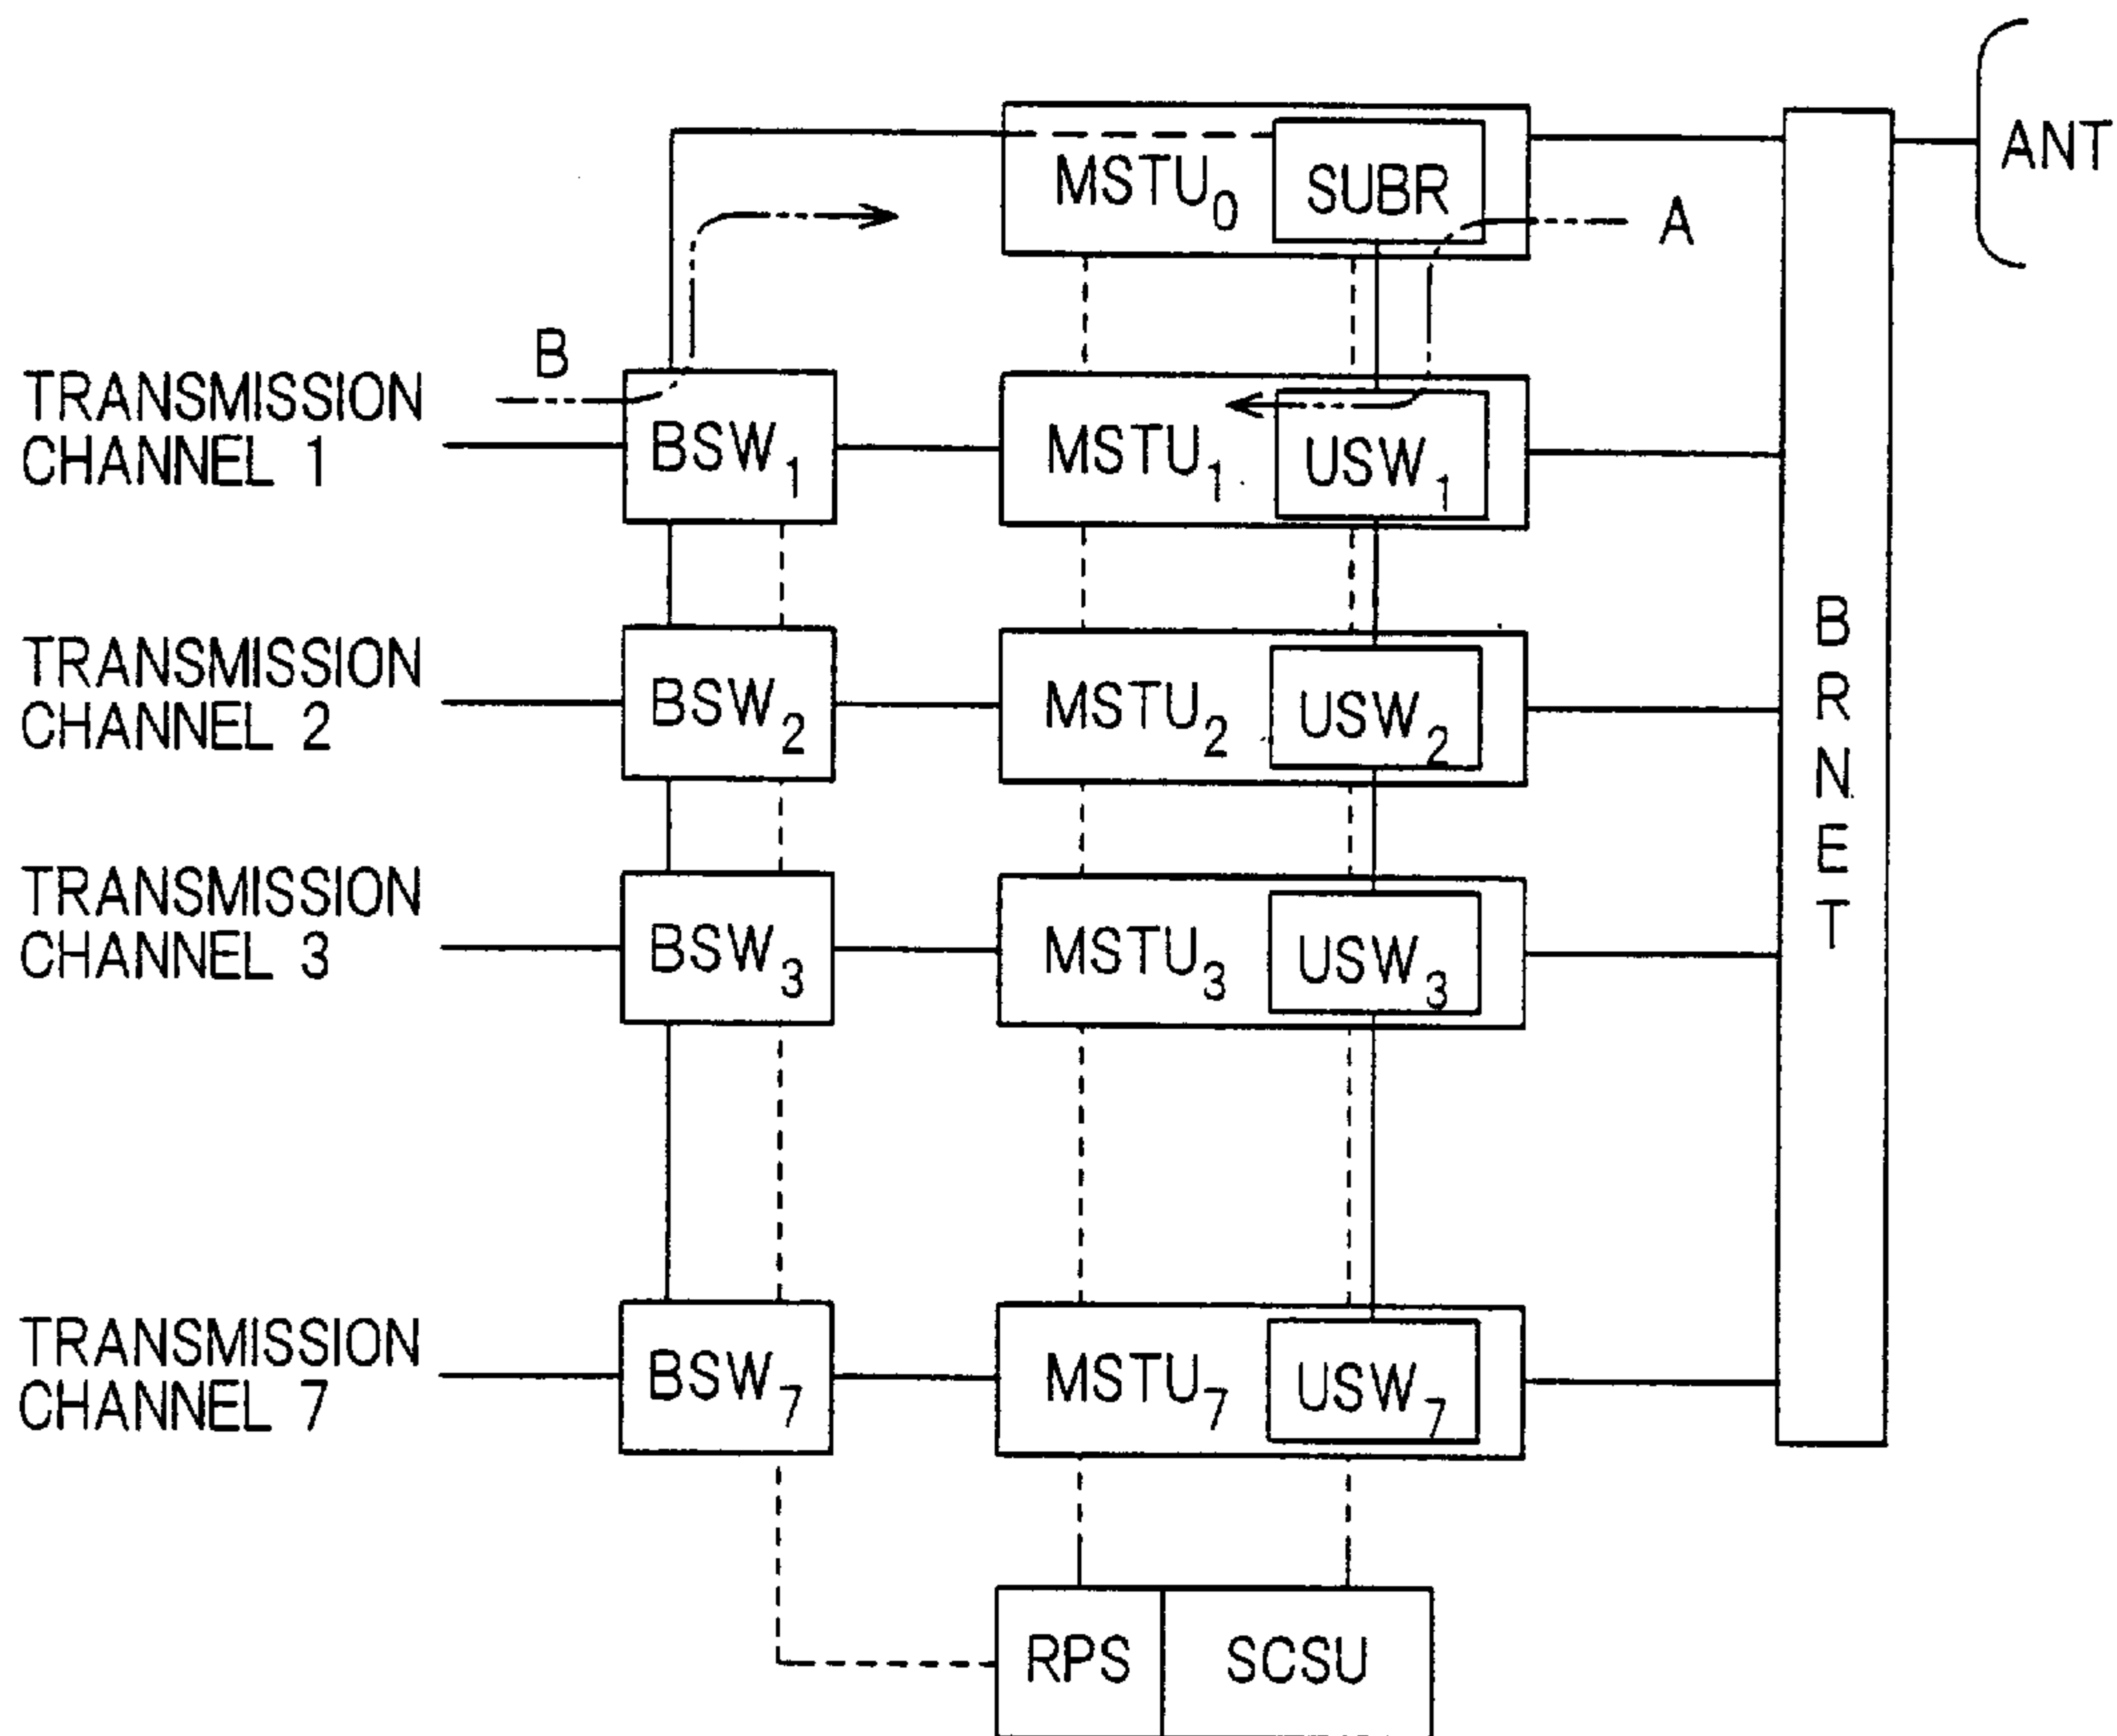 ANT
MSTU0 SUBR
A
B
TRANSMISSION
CHANNEL 1
BSW1
MSTU1
USW1
TRANSMISSION
CHANNEL 2
BSW2
MSTU2
USW2
BRNET
TRANSMISSION
CHANNEL 3
BSW3
MSTU3
USW3
TRANSMISSION
CHANNEL 7
BSW7
MSTU7
USW7
RPS
SCSU